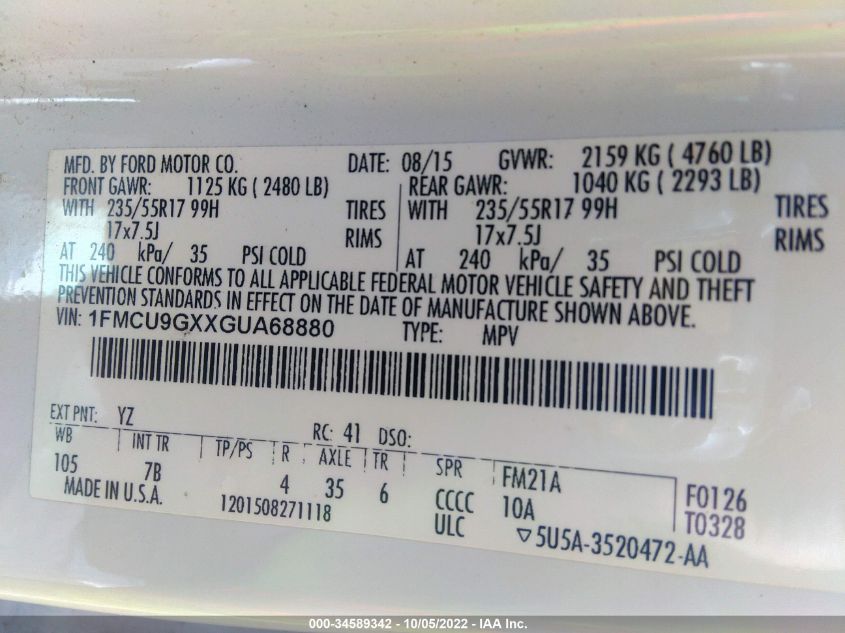 MFD. BY FORD MOTOR CO. DATE: 08/15 GVWR: 2159 KG ( 4760 LB)
FRONT GAWR: 1125 KG ( 2480 LB) REAR GAWR: 1040 KG ( 2293 LB)
WITH 235/55R17 99H TIRES WITH 235/55R17 99H TIRES
17x7.5J RIMS 17x7.5J RIMS
AT 240 kPa/ 35 PSI COLD AT 240 kPa/ 35 PSI COLD
THIS VEHICLE CONFORMS TO ALL APPLICABLE FEDERAL MOTOR VEHICLE SAFETY AND THEFT
PREVENTION STANDARDS IN EFFECT ON THE DATE OF MANUFACTURE SHOWN ABOVE.
VIN: 1FMCU9GXXGUA68880 TYPE: MPV
EXT PNT: YZ RC: 41 DSO:
WB INT TR TP/PS R AXLE TR SPR FM21A F0126
105 7B 4 35 6 CCCC 10A T0328
MADE IN U.S.A. 1201508271118 ULC ▽5U5A-3520472-AA
000-34589342 - 10/05/2022 - IAA Inc.